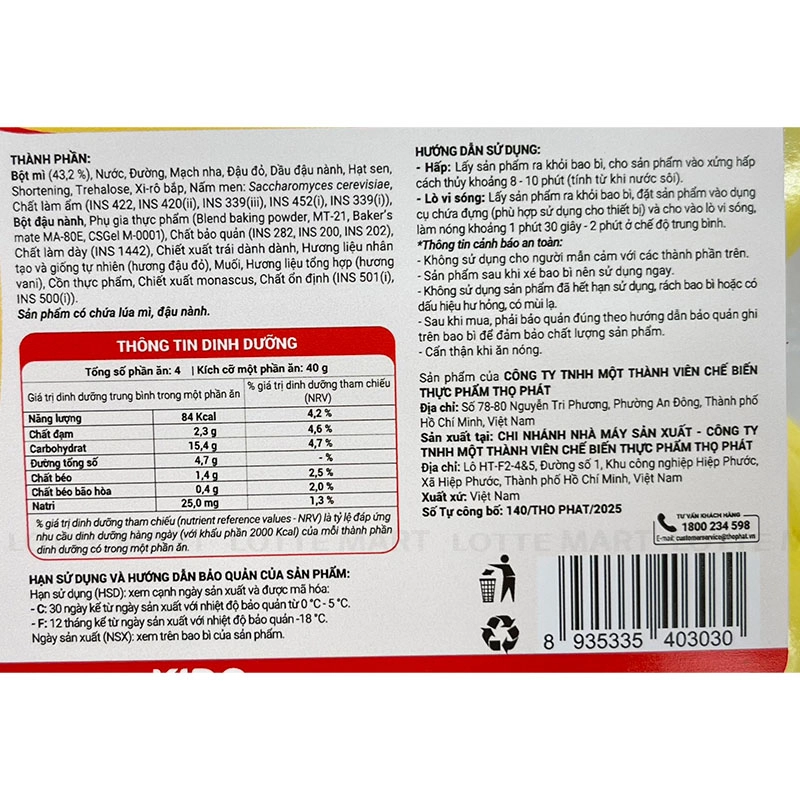 THÀNH PHẦN:
Bột mì (43,2 %), Nước, Đường, Mạch nha, Đậu đỏ, Dầu đậu nành, Hạt sen,
Shortening, Trehalose, Xi-rô bắp, Nấm men: Saccharomyces cerevisiae,
Chất làm ẩm (INS 422, INS 420(ii), INS 339(iii), INS 452(i), INS 339(i)),
Bột đậu nành, Phụ gia thực phẩm (Blend baking powder, MT-21, Baker's
mate MA-80E, CSGel M-0001), Chất bảo quản (INS 282, INS 200, INS 202),
Chất làm dày (INS 1442), Chiết xuất trái dành dành, Hương liệu nhân
tạo và giống tự nhiên (hương đậu đỏ), Muối, Hương liệu tổng hợp (hương
vani), Cồn thực phẩm, Chiết xuất monascus, Chất ổn định (INS 501(i),
INS 500(i)).
Sản phẩm có chứa lúa mì, đậu nành.
THÔNG TIN DINH DƯỠNG
Tổng số phần ăn: 4 | Kích cỡ một phần ăn: 40 g
Giá trị dinh dưỡng trung bình trong một phần ăn
% giá trị dinh dưỡng tham chiếu
(NRV)
Năng lượng 84 Kcal 4,2 %
Chất đạm 2,3 g 4,6 %
Carbohydrat 15,4 g 4,7 %
Đường tổng số 4,7 g - %
Chất béo 1,4 g 2,5 %
Chất béo bão hòa 0,4 g 2,0 %
Natri 25,0 mg 1,3 %
% giá trị dinh dưỡng tham chiếu (nutrient reference values - NRV) là tỷ lệ đáp ứng
nhu cầu dinh dưỡng hàng ngày (với khẩu phần 2000 Kcal) của mỗi thành phần
dinh dưỡng có trong một phần ăn.
HẠN SỬ DỤNG VÀ HƯỚNG DẪN BẢO QUẢN CỦA SẢN PHẨM:
Hạn sử dụng (HSD): xem cạnh ngày sản xuất và được mã hóa:
- C: 30 ngày kể từ ngày sản xuất với nhiệt độ bảo quản từ 0 °C - 5 °C.
- F: 12 tháng kể từ ngày sản xuất với nhiệt độ bảo quản -18 °C.
Ngày sản xuất (NSX): xem trên bao bì của sản phẩm.
HƯỚNG DẪN SỬ DỤNG:
- Hấp: Lấy sản phẩm ra khỏi bao bì, cho sản phẩm vào xửng hấp
cách thủy khoảng 8 - 10 phút (tính từ khi nước sôi).
- Lò vi sóng: Lấy sản phẩm ra khỏi bao bì, đặt sản phẩm vào dụng
cụ chứa đựng (phù hợp sử dụng cho thiết bị) và cho vào lò vi sóng,
làm nóng khoảng 1 phút 30 giây - 2 phút ở chế độ trung bình.
*Thông tin cảnh báo an toàn:
- Không sử dụng cho người mẫn cảm với các thành phần trên.
- Sản phẩm sau khi xé bao bì nên sử dụng ngay.
- Không sử dụng sản phẩm đã hết hạn sử dụng, rách bao bì hoặc có
dấu hiệu hư hỏng, có mùi lạ.
- Sau khi mua, phải bảo quản đúng theo hướng dẫn bảo quản ghi
trên bao bì để đảm bảo chất lượng sản phẩm.
- Cẩn thận khi ăn nóng.
Sản phẩm của CÔNG TY TNHH MỘT THÀNH VIÊN CHẾ BIẾN
THỰC PHẨM THỌ PHÁT
Địa chỉ: Số 78-80 Nguyễn Tri Phương, Phường An Đông, Thành phố
Hồ Chí Minh, Việt Nam.
Sản xuất tại: CHI NHÁNH NHÀ MÁY SẢN XUẤT - CÔNG TY
TNHH MỘT THÀNH VIÊN CHẾ BIẾN THỰC PHẨM THỌ PHÁT
Địa chỉ: Lô HT-F2-4&5, Đường số 1, Khu công nghiệp Hiệp Phước,
Xã Hiệp Phước, Thành phố Hồ Chí Minh, Việt Nam.
Xuất xứ: Việt Nam
Số Tự công bố: 140/THO PHAT/2025
TƯ VẤN KHÁCH HÀNG
1800 234 598
E-mail: customerservice@thophat.vn
LOTTE MART LOTTE MART LOTTE MART
8 935335 403030